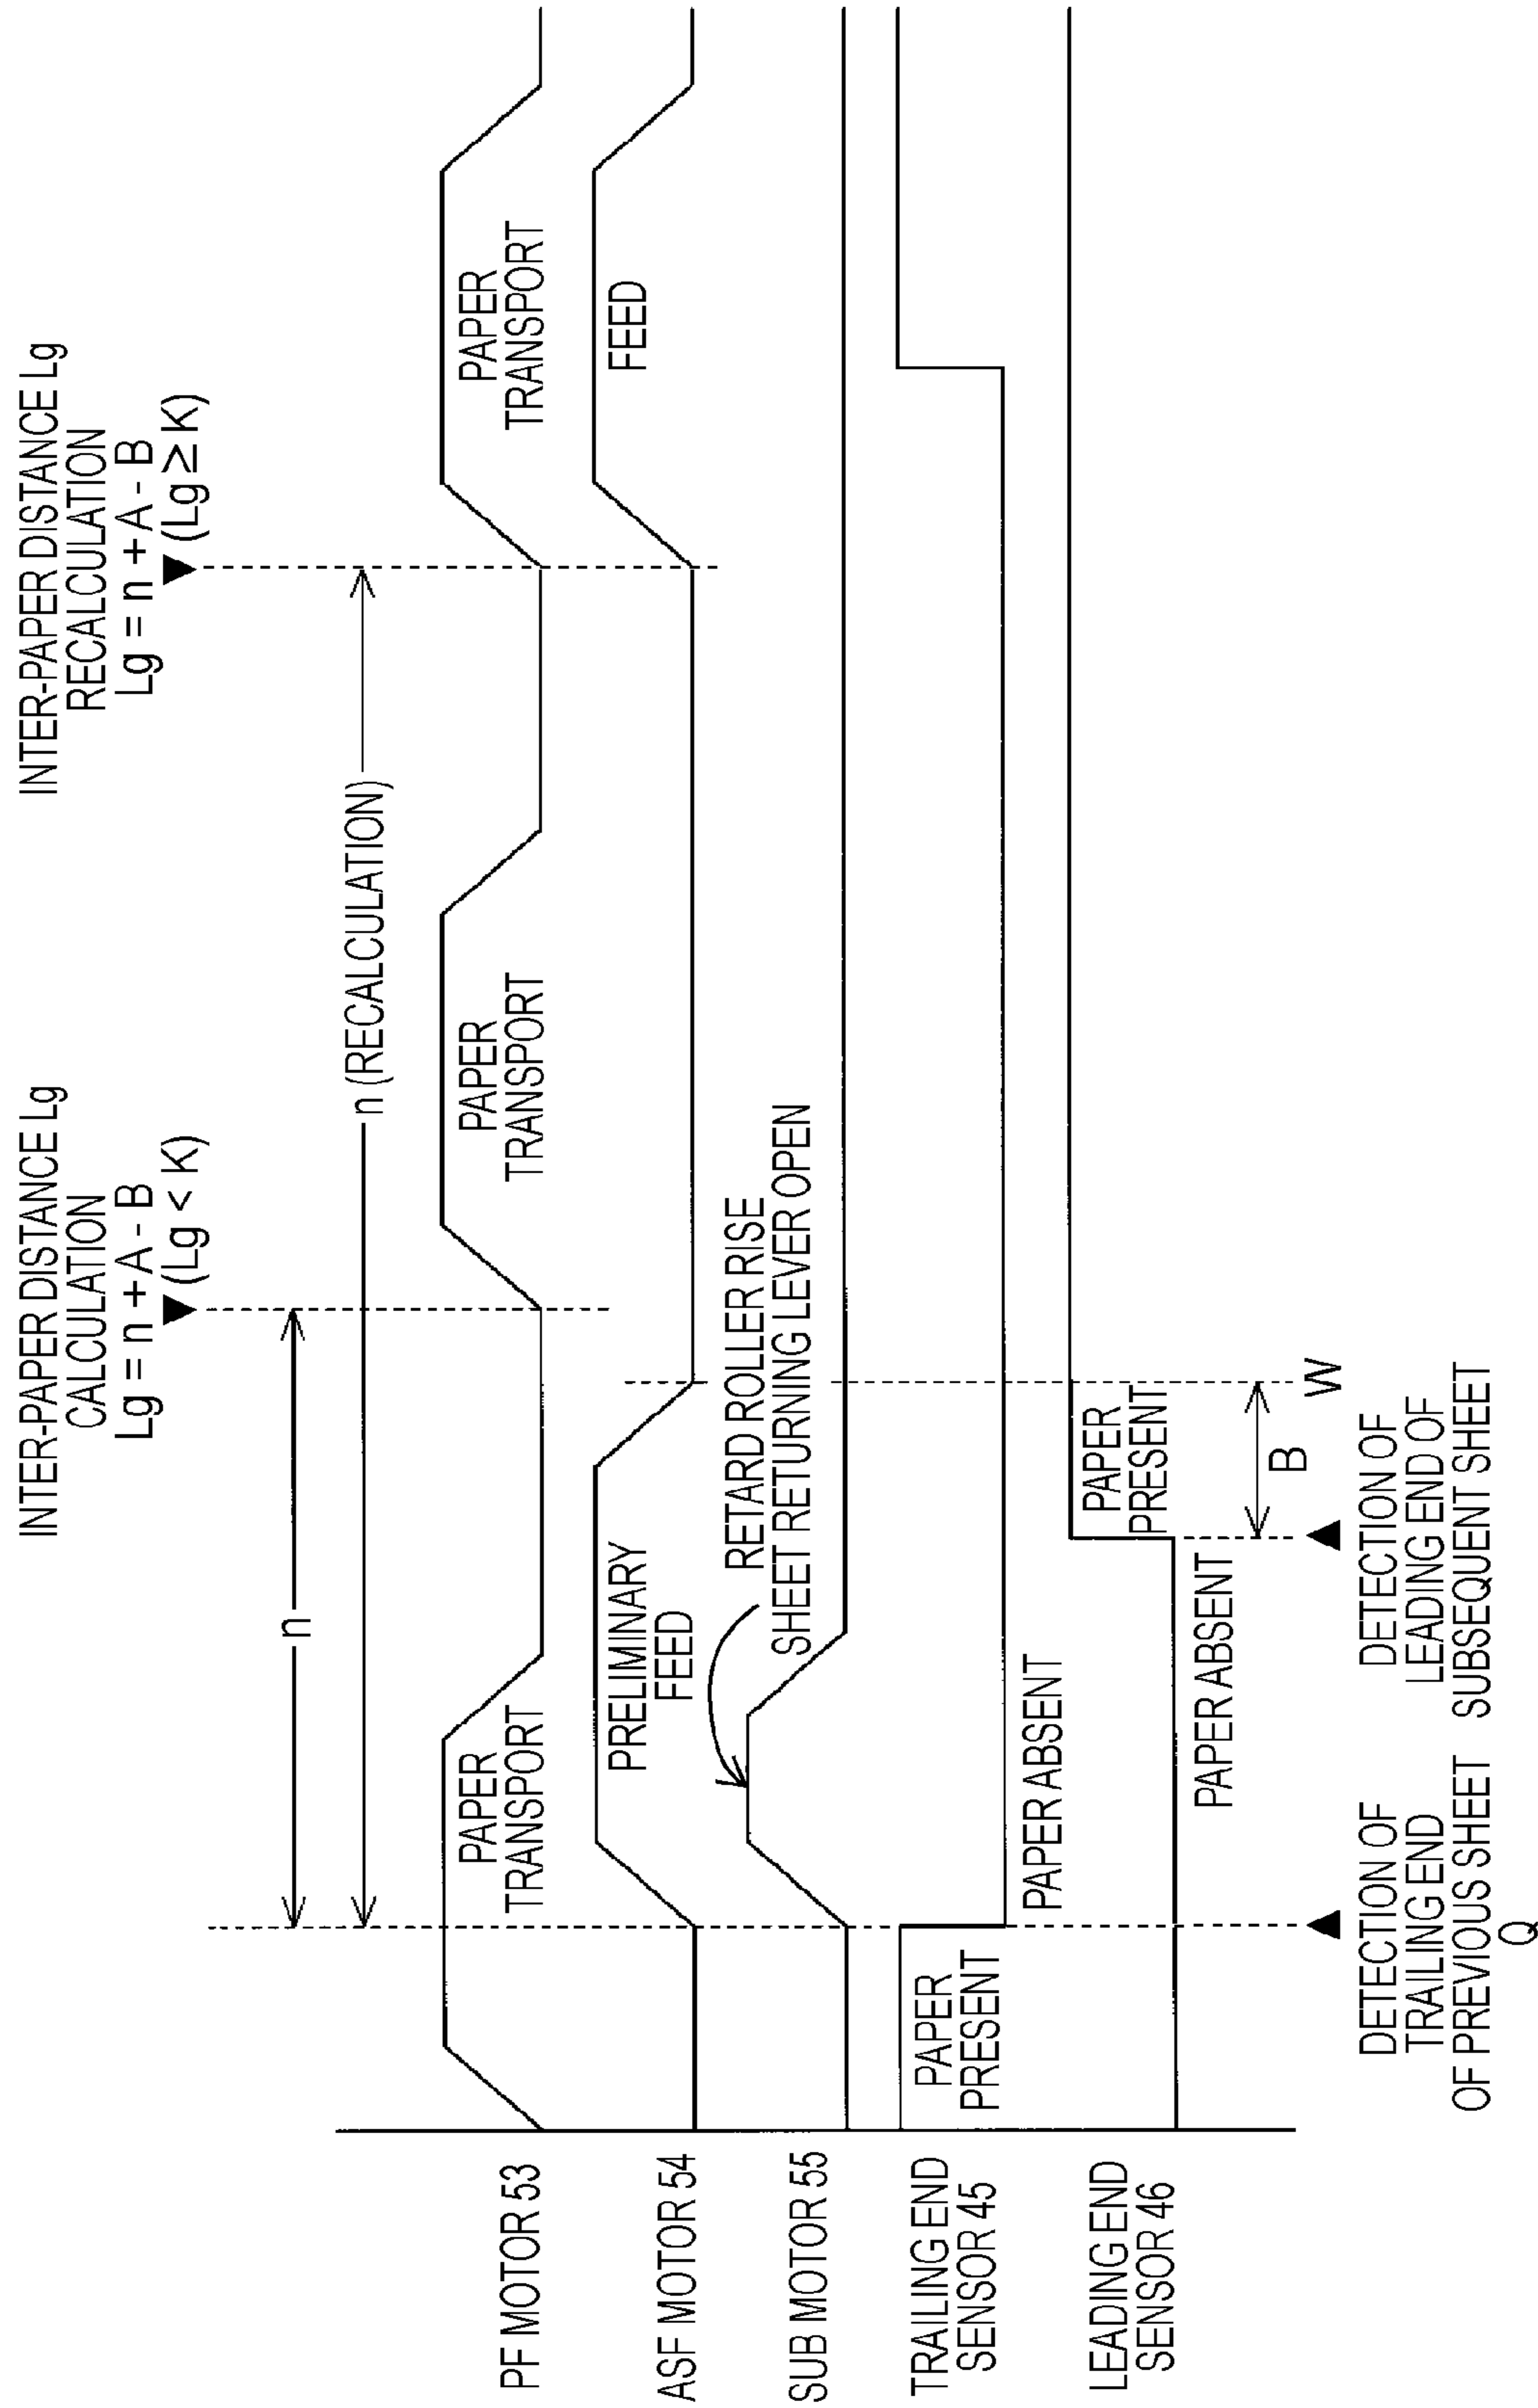 INTER-PAPER DISTANCE Lg
CALCULATION
Lg = n + A - B
(Lg < K)
INTER-PAPER DISTANCE Lg
RECALCULATION
Lg = n + A - B
(Lg ≥ K)
n
n (RECALCULATION)
PF MOTOR 53
PAPER
TRANSPORT
PAPER
TRANSPORT
PAPER
TRANSPORT
ASF MOTOR 54
PRELIMINARY
FEED
FEED
SUB MOTOR 55
RETARD ROLLER RISE
SHEET RETURNING LEVER OPEN
TRAILING END
SENSOR 45
PAPER
PRESENT
PAPER ABSENT
LEADING END
SENSOR 46
PAPER ABSENT
PAPER
PRESENT
B
W
DETECTION OF
TRAILING END
OF PREVIOUS SHEET
Q
DETECTION OF
LEADING END OF
SUBSEQUENT SHEET